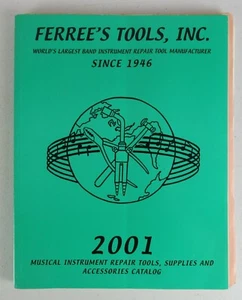 FERREE'S TOOLS, INC.
WORLD'S LARGEST BAND INSTRUMENT REPAIR TOOL MANUFACTURER
SINCE 1946
2001
MUSICAL INSTRUMENT REPAIR TOOLS, SUPPLIES AND
ACCESSORIES CATALOG